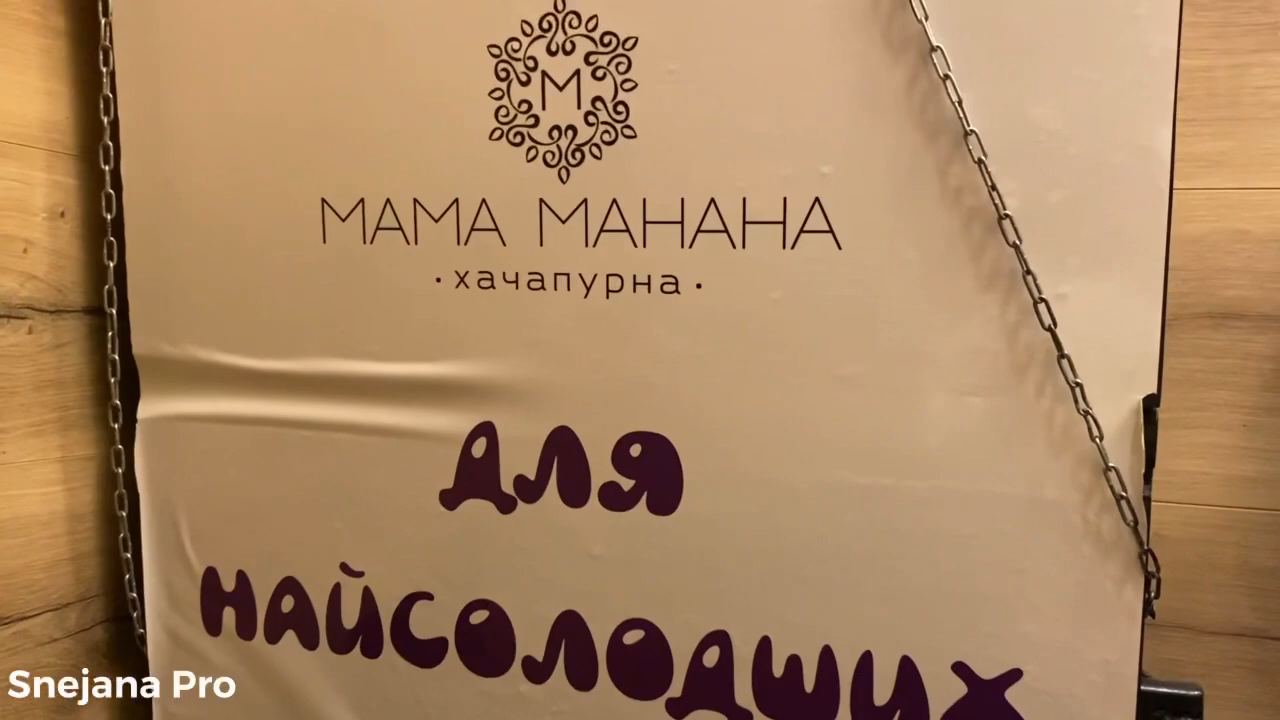 М
МАМА МАНАНА
·хачапурна·
ДЛЯ
НАЙСОЛОДШИХ
Snejana Pro